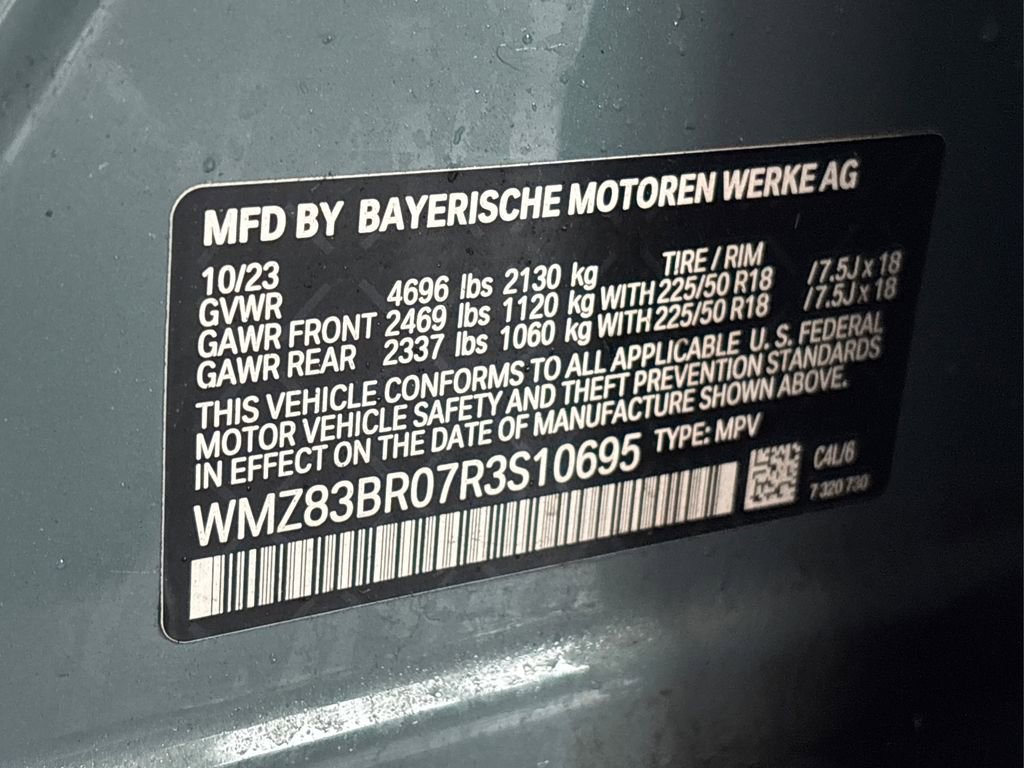 MFD BY BAYERISCHE MOTOREN WERKE AG
10/23 TIRE / RIM
GVWR 4696 lbs 2130 kg
GAWR FRONT 2469 lbs 1120 kg WITH 225/50 R18 /7.5J x 18
GAWR REAR 2337 lbs 1060 kg WITH 225/50 R18 /7.5J x 18
THIS VEHICLE CONFORMS TO ALL APPLICABLE U. S. FEDERAL
MOTOR VEHICLE SAFETY AND THEFT PREVENTION STANDARDS
IN EFFECT ON THE DATE OF MANUFACTURE SHOWN ABOVE.
WMZ83BR07R3S10695 TYPE: MPV
C4L/6
7 320 730